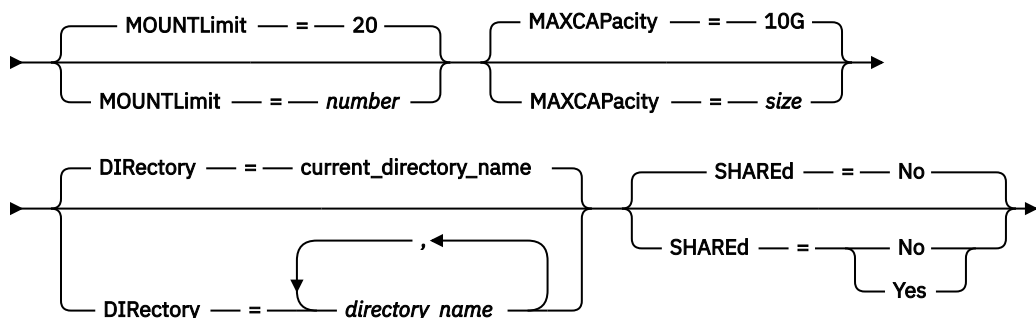 MOUNTLimit = 20
MOUNTLimit = number
MAXCAPacity = 10G
MAXCAPacity = size
DIRectory = current_directory_name
DIRectory = directory_name
,
SHAREd = No
SHAREd = No
Yes